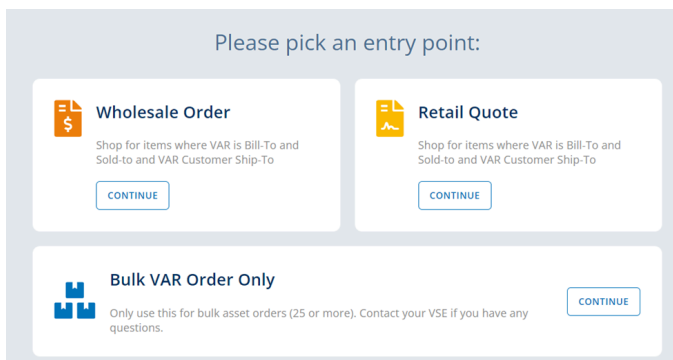 Please pick an entry point:
Wholesale Order
Shop for items where VAR is Bill-To and
Sold-to and VAR Customer Ship-To
CONTINUE
Retail Quote
Shop for items where VAR is Bill-To and
Sold-to and VAR Customer Ship-To
CONTINUE
Bulk VAR Order Only
Only use this for bulk asset orders (25 or more). Contact your VSE if you have any
questions.
CONTINUE